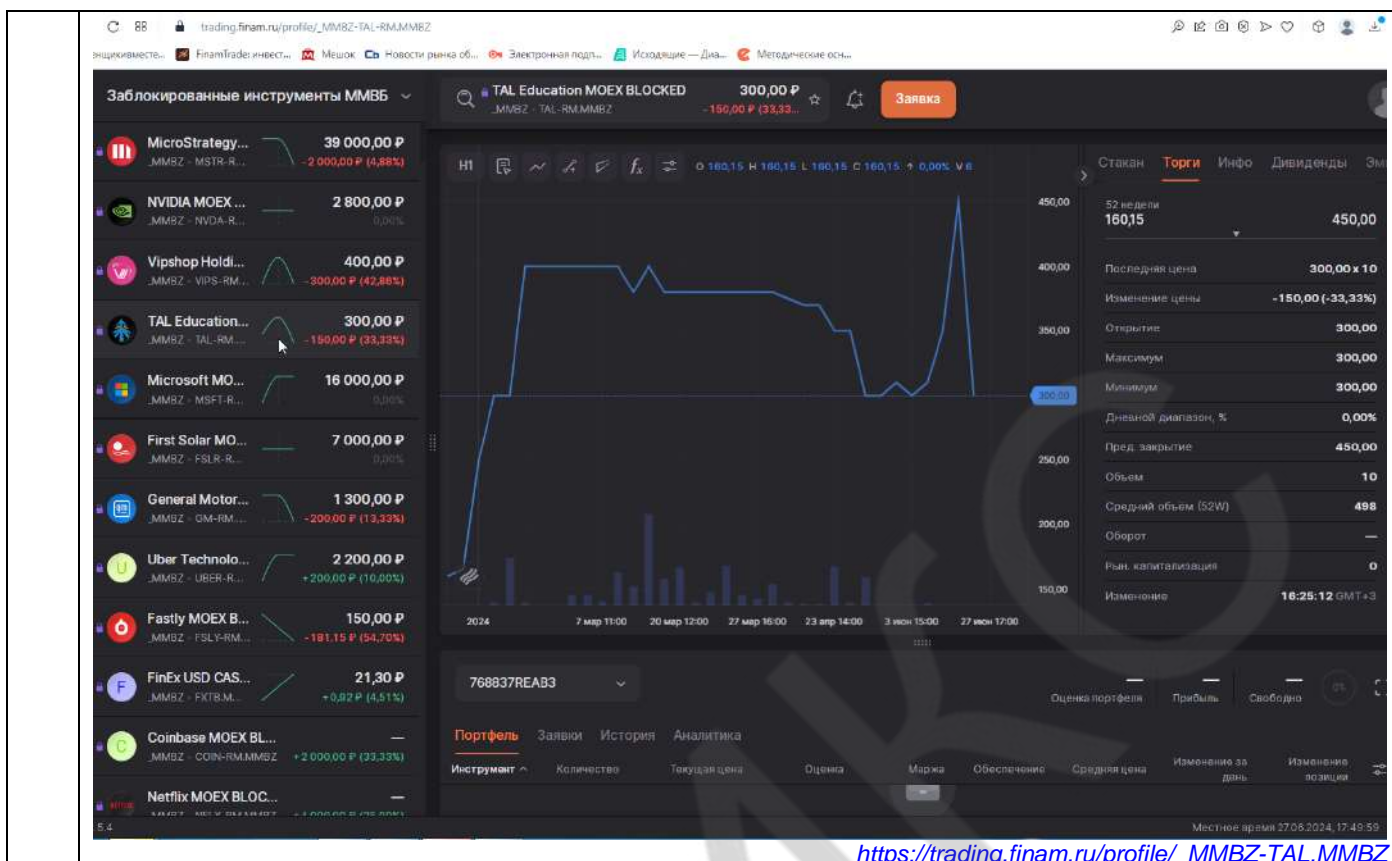 trading.finam.ru/profile/_MMBZ-TAL-RM.MMBZ
FinamTrade: инвест... Мешок Новости рынка об... Электронная подп... Исходящие — Диа... Методические осн...
Заблокированные инструменты ММВБ
TAL Education MOEX BLOCKED 300,00 ₽
_MMBZ - TAL-RM.MMBZ -150,00 ₽ (33,33...
Заявка
MicroStrategy... 39 000,00 ₽
_MMBZ - MSTR-R... -2 000,00 ₽ (4,88%)
NVIDIA MOEX ... 2 800,00 ₽
_MMBZ - NVDA-R... 0,00%
Vipshop Holdi... 400,00 ₽
_MMBZ - VIPS-RM... -300,00 ₽ (42,86%)
TAL Education... 300,00 ₽
_MMBZ - TAL-RM.... -150,00 ₽ (33,33%)
Microsoft MO... 16 000,00 ₽
_MMBZ - MSFT-R... 0,00%
First Solar MO... 7 000,00 ₽
_MMBZ - FSLR-R... 0,00%
General Motor... 1 300,00 ₽
_MMBZ - GM-RM.... -200,00 ₽ (13,33%)
U
Uber Technolo... 2 200,00 ₽
_MMBZ - UBER-R... +200,00 ₽ (10,00%)
Fastly MOEX B... 150,00 ₽
_MMBZ - FSLY-RM... -181,15 ₽ (54,70%)
F
FinEx USD CAS... 21,30 ₽
_MMBZ - FXTB.M... +0,92 ₽ (4,51%)
C
Coinbase MOEX BL... —
_MMBZ - COIN-RM.MMBZ +2 000,00 ₽ (33,33%)
Netflix MOEX BLOC... —
5.4
H1 fx O 160,15 H 160,15 L 160,15 C 160,15 0,00% V 6
450,00
400,00
350,00
300,00
250,00
200,00
150,00
2024 7 мар 11:00 20 мар 12:00 27 мар 16:00 23 апр 14:00 3 июн 15:00 27 июн 17:00
Стакан Торги Инфо Дивиденды Эм
52 недели
160,15 450,00
Последняя цена 300,00 x 10
Изменение цены -150,00 (-33,33%)
Открытие 300,00
Максимум 300,00
Минимум 300,00
Дневной диапазон, % 0,00%
Пред. закрытие 450,00
Объем 10
Средний объём (52W) 498
Оборот —
Рын. капитализация 0
Изменение 16:25:12 GMT+3
768837REAB3
Оценка портфеля Прибыль Свободно 0%
Портфель Заявки История Аналитика
Инструмент Количество Текущая цена Оценка Маржа Обеспечение Средняя цена Изменение за день Изменение позиции
Местное время 27.06.2024, 17:49:59
https://trading.finam.ru/profile/_MMBZ-TAL.MMBZ